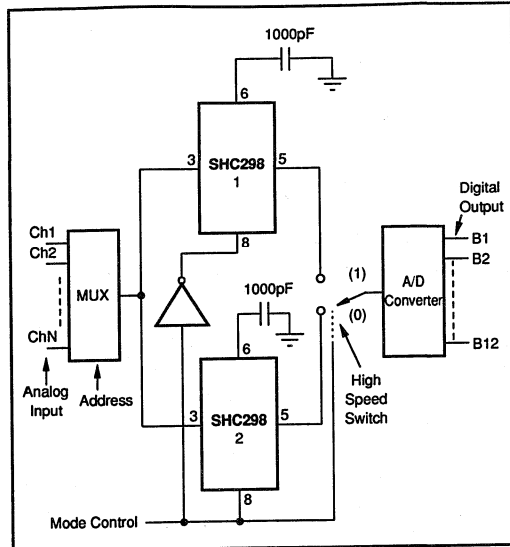 1000pF
6
3
SHC298
1
5
8
Digital
Output
Ch1
Ch2
ChN
MUX
Analog
Input
Address
1000pF
6
3
SHC298
2
5
8
(1)
(0)
High
Speed
Switch
A/D
Converter
B1
B2
B12
Mode Control